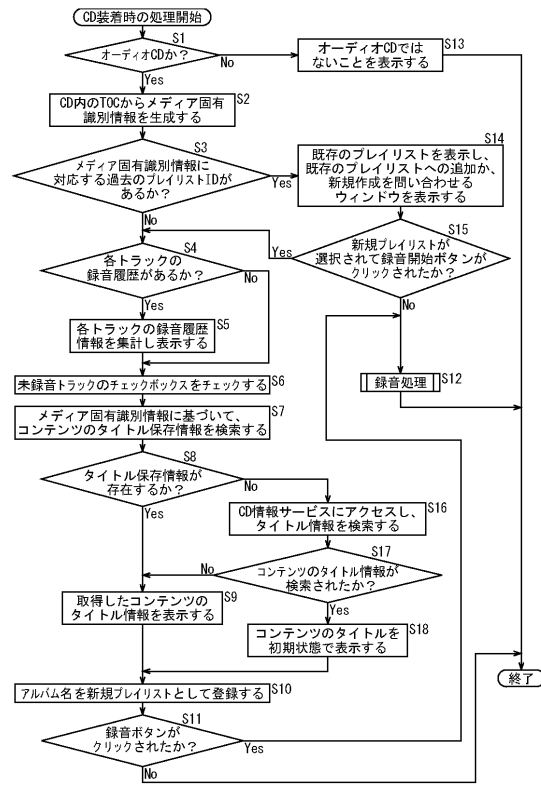 CD装着時の処理開始
S1
オーディオCDか？
No
Yes
S13
オーディオCDでは
ないことを表示する
S2
CD内のTOCからメディア固有
識別情報を生成する
S3
メディア固有識別情報に
対応する過去のプレイリストIDが
あるか？
Yes
No
S14
既存のプレイリストを表示し、
既存のプレイリストへの追加か、
新規作成を問い合わせる
ウィンドウを表示する
S15
新規プレイリストが
選択されて録音開始ボタンが
クリックされたか？
Yes
No
S4
各トラックの
録音履歴があるか？
No
Yes
S5
各トラックの録音履歴
情報を集計し表示する
S6
未録音トラックのチェックボックスをチェックする
S12
録音処理
S7
メディア固有識別情報に基づいて、
コンテンツのタイトル保存情報を検索する
S8
タイトル保存情報が
存在するか？
No
Yes
S16
CD情報サービスにアクセスし、
タイトル情報を検索する
S17
コンテンツのタイトル情報が
検索されたか？
No
Yes
S9
取得したコンテンツの
タイトル情報を表示する
S18
コンテンツのタイトルを
初期状態で表示する
S10
アルバム名を新規プレイリストとして登録する
S11
録音ボタンが
クリックされたか？
Yes
No
終了